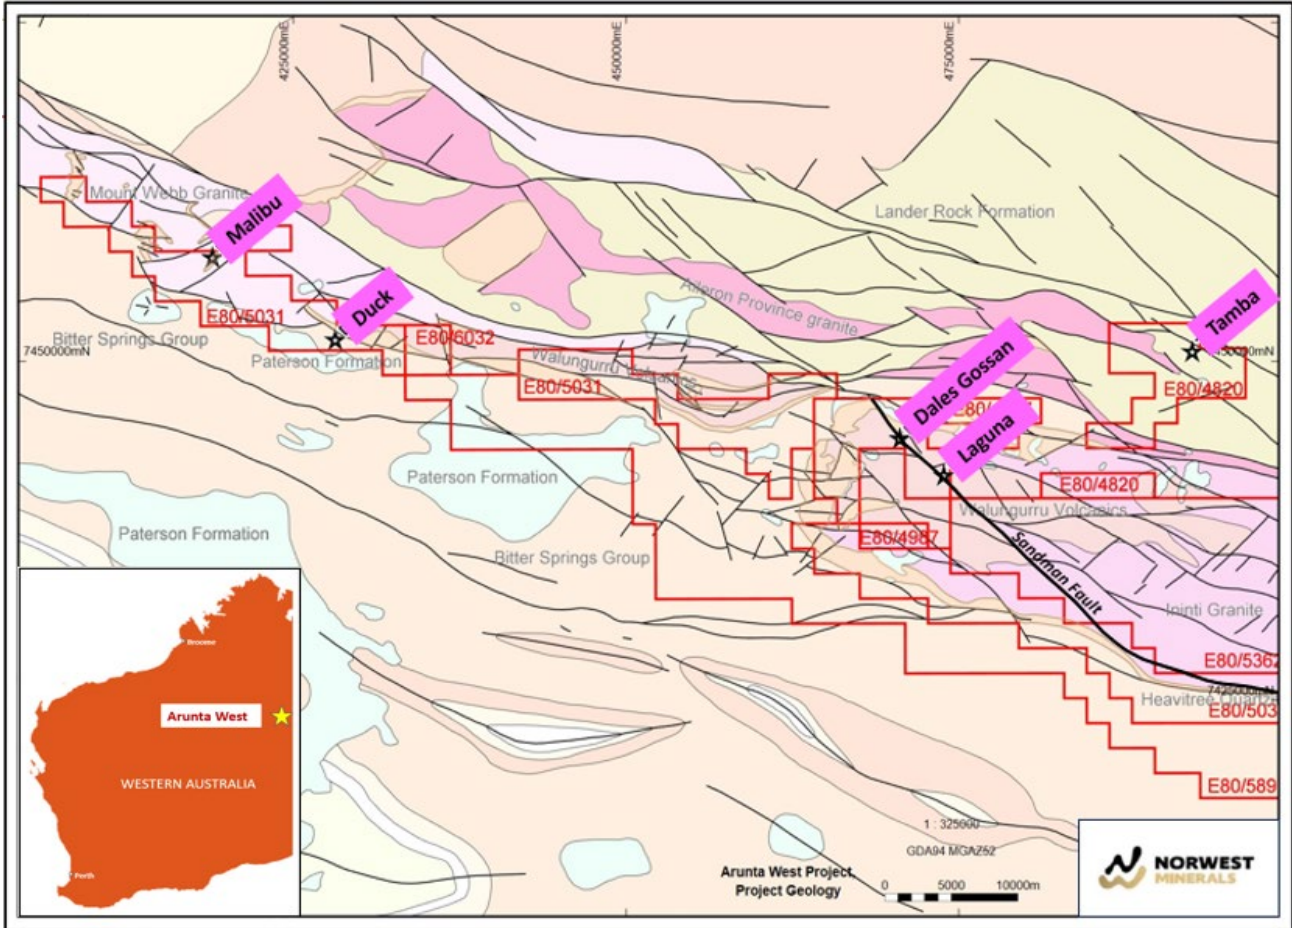 425000mE
450000mE
475000mE
Mount Webb Granite
Malibu
Lander Rock Formation
Aileron Province granite
Tamba
Duck
E80/5031
E80/6032
Bitter Springs Group
7450000mN
Paterson Formation
Walungurru Volcanics
E80/5031
Dales Gossan
E80/4820
Laguna
Paterson Formation
E80/4820
Walungurru Volcanics
Paterson Formation
E80/4987
Bitter Springs Group
Sandman Fault
Ininti Granite
E80/5362
Heavitree
E80/503
E80/589
Broome
Arunta West
WESTERN AUSTRALIA
Perth
1 : 325000
GDA94 MGAZ52
Arunta West Project,
Project Geology
0 5000 10000m
NORWEST
MINERALS